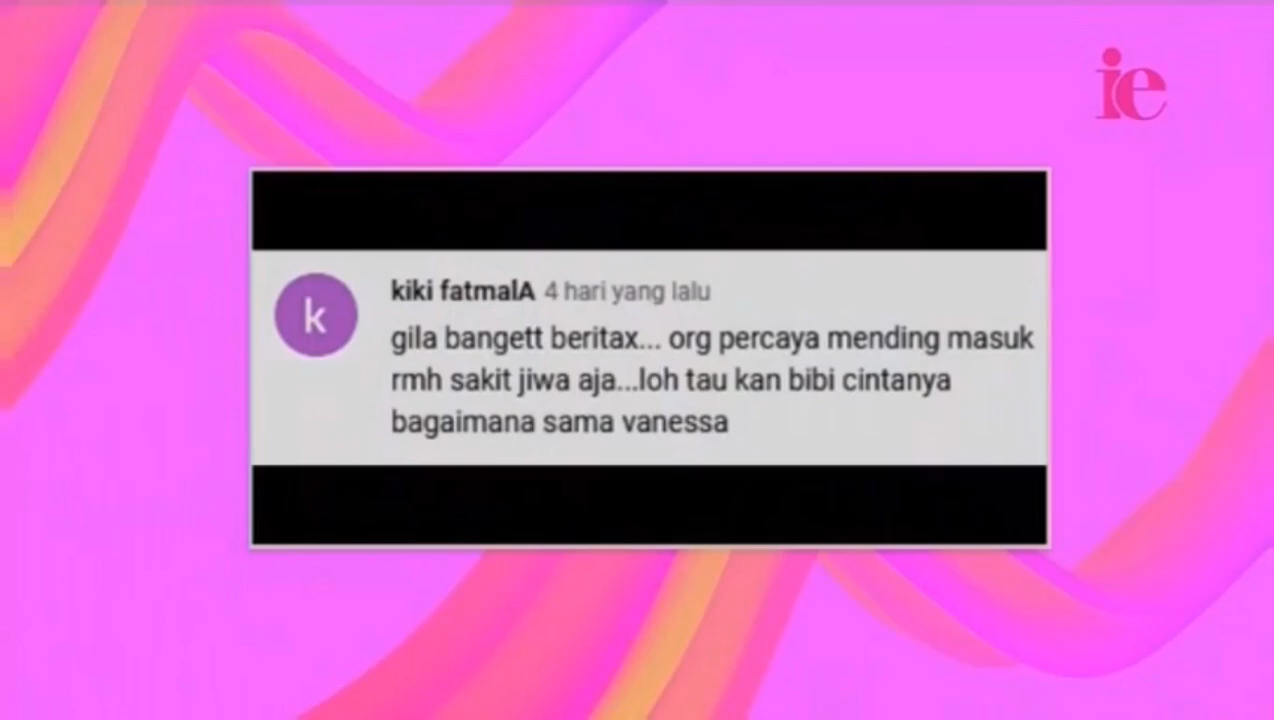 ie
k
kiki fatmalA 4 hari yang lalu
gila bangett beritax... org percaya mending masuk
rmh sakit jiwa aja...loh tau kan bibi cintanya
bagaimana sama vanessa